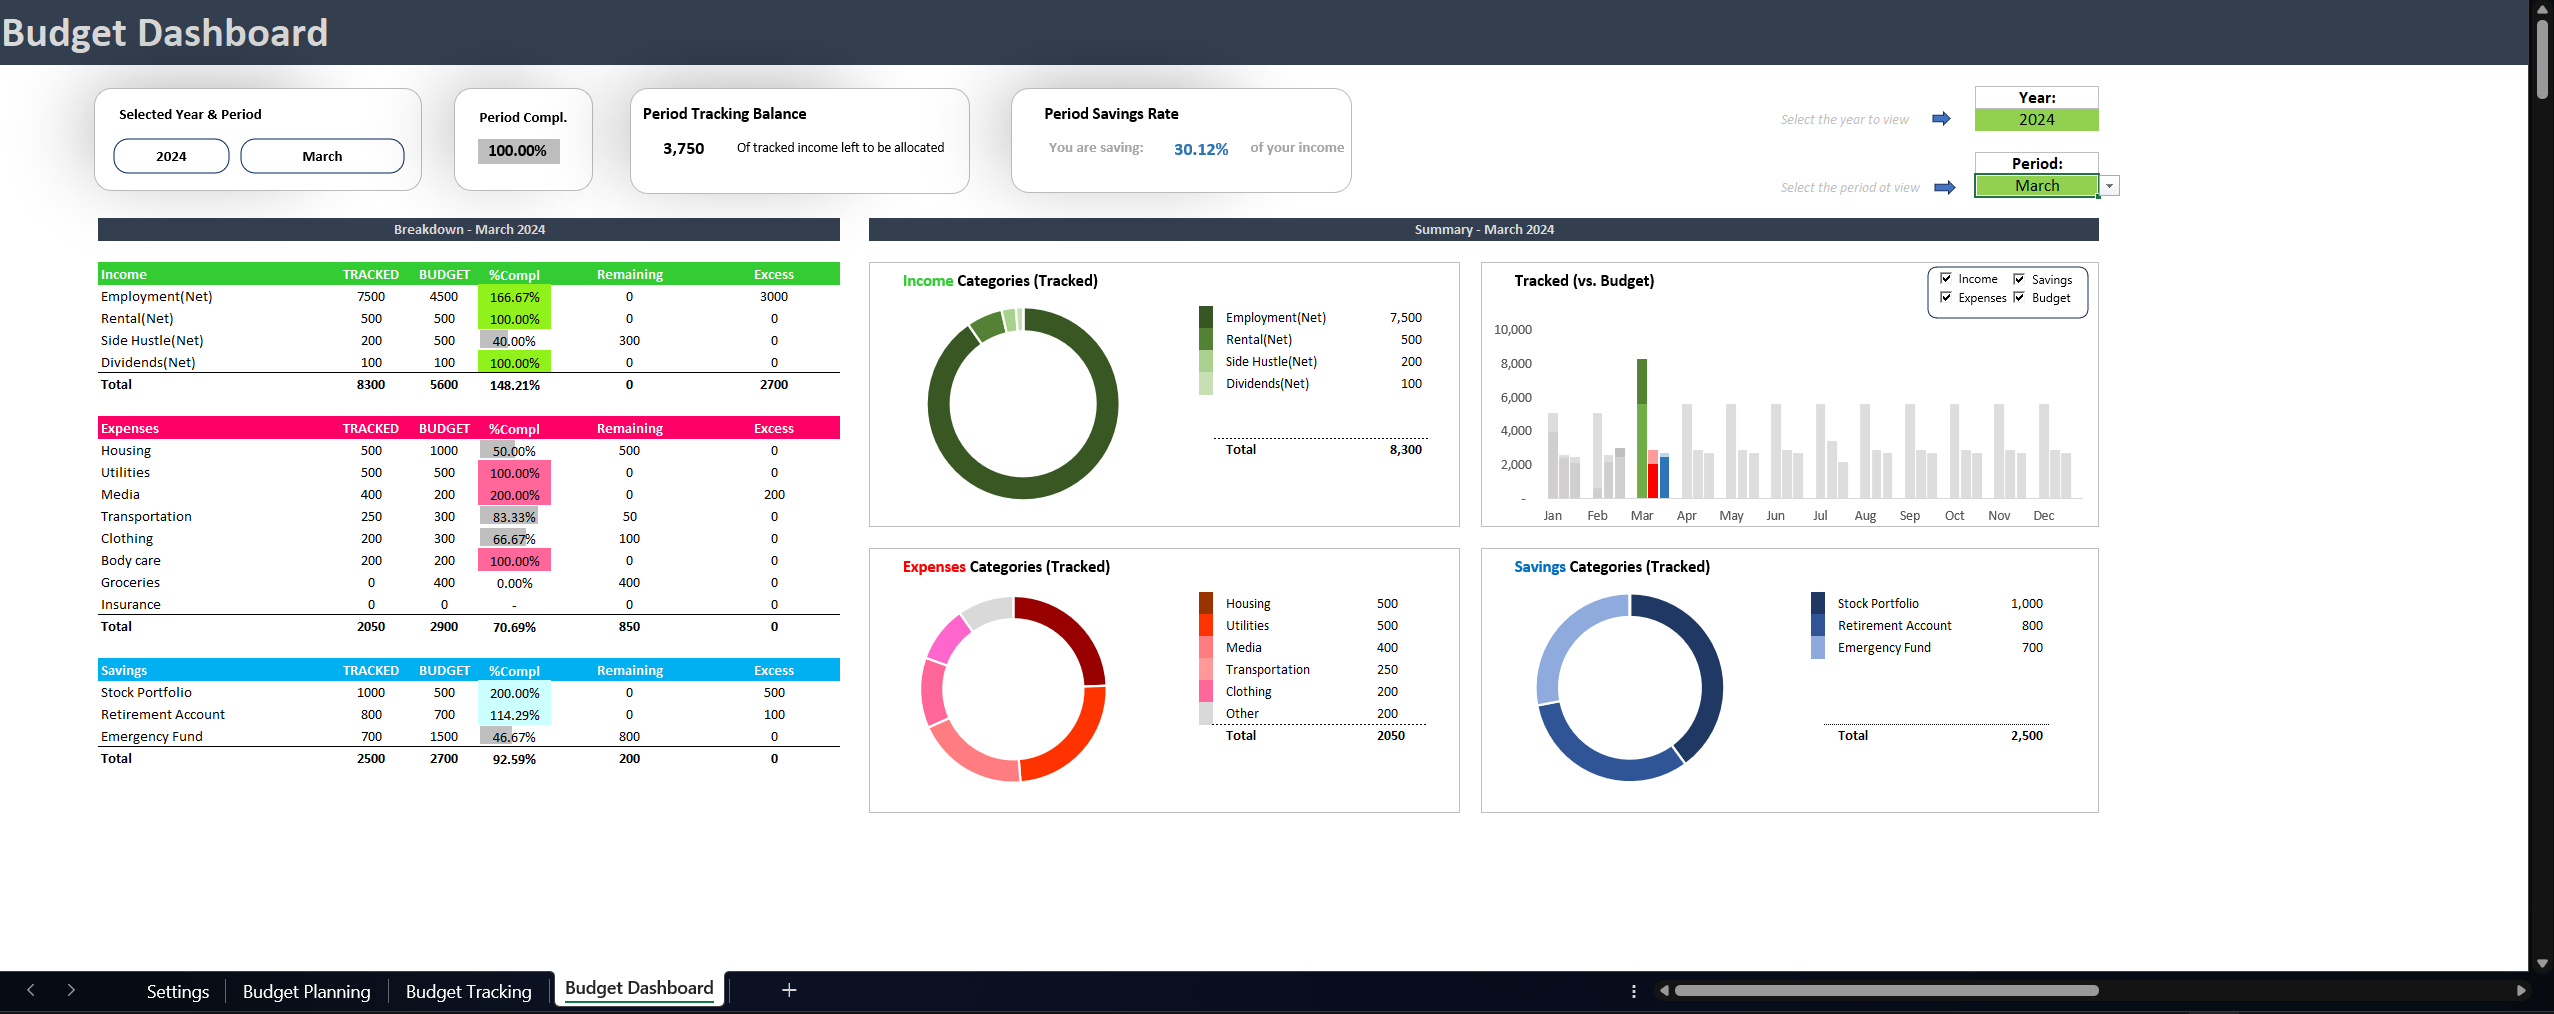 Budget Dashboard
Selected Year & Period
2024 March
Period Compl.
100.00%
Period Tracking Balance
3,750 Of tracked income left to be allocated
Period Savings Rate
You are saving: 30.12% of your income
Select the year to view
Year:
2024
Select the period ot view
Period:
March
Breakdown - March 2024
Income TRACKED BUDGET %Compl Remaining Excess
Employment(Net) 7500 4500 166.67% 0 3000
Rental(Net) 500 500 100.00% 0 0
Side Hustle(Net) 200 500 40.00% 300 0
Dividends(Net) 100 100 100.00% 0 0
Total 8300 5600 148.21% 0 2700
Expenses TRACKED BUDGET %Compl Remaining Excess
Housing 500 1000 50.00% 500 0
Utilities 500 500 100.00% 0 0
Media 400 200 200.00% 0 200
Transportation 250 300 83.33% 50 0
Clothing 200 300 66.67% 100 0
Body care 200 200 100.00% 0 0
Groceries 0 400 0.00% 400 0
Insurance 0 0 - 0 0
Total 2050 2900 70.69% 850 0
Savings TRACKED BUDGET %Compl Remaining Excess
Stock Portfolio 1000 500 200.00% 0 500
Retirement Account 800 700 114.29% 0 100
Emergency Fund 700 1500 46.67% 800 0
Total 2500 2700 92.59% 200 0
Summary - March 2024
Income Categories (Tracked)
Employment(Net) 7,500
Rental(Net) 500
Side Hustle(Net) 200
Dividends(Net) 100
Total 8,300
Tracked (vs. Budget)
Income Savings
Expenses Budget
10,000
8,000
6,000
4,000
2,000
-
Jan Feb Mar Apr May Jun Jul Aug Sep Oct Nov Dec
Expenses Categories (Tracked)
Housing 500
Utilities 500
Media 400
Transportation 250
Clothing 200
Other 200
Total 2050
Savings Categories (Tracked)
Stock Portfolio 1,000
Retirement Account 800
Emergency Fund 700
Total 2,500
Settings Budget Planning Budget Tracking Budget Dashboard +